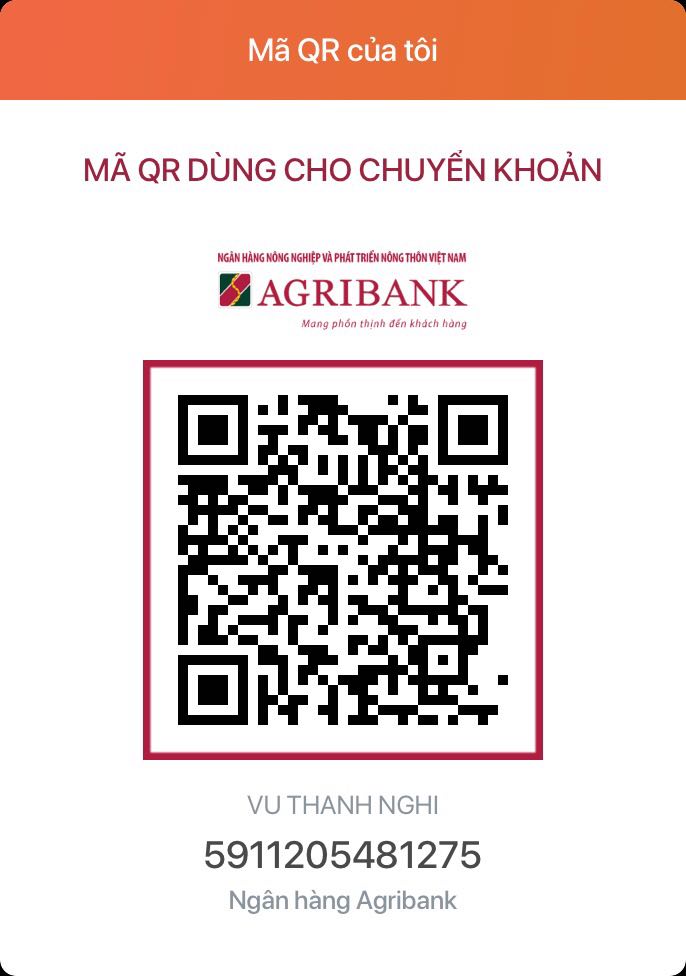 Mã QR của tôi
MÃ QR DÙNG CHO CHUYỂN KHOẢN
NGÂN HÀNG NÔNG NGHIỆP VÀ PHÁT TRIỂN NÔNG THÔN VIỆT NAM
AGRIBANK
Mang phồn thịnh đến khách hàng
VU THANH NGHI
5911205481275
Ngân hàng Agribank